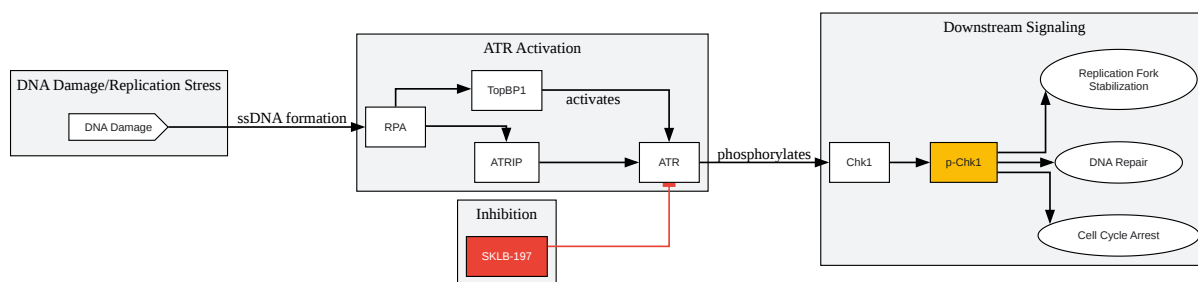 DNA Damage/Replication Stress
DNA Damage
ssDNA formation
ATR Activation
RPA
TopBP1
activates
ATRIP
ATR
Inhibition
SKLB-197
phosphorylates
Downstream Signaling
Chk1
p-Chk1
Replication Fork
Stabilization
DNA Repair
Cell Cycle Arrest